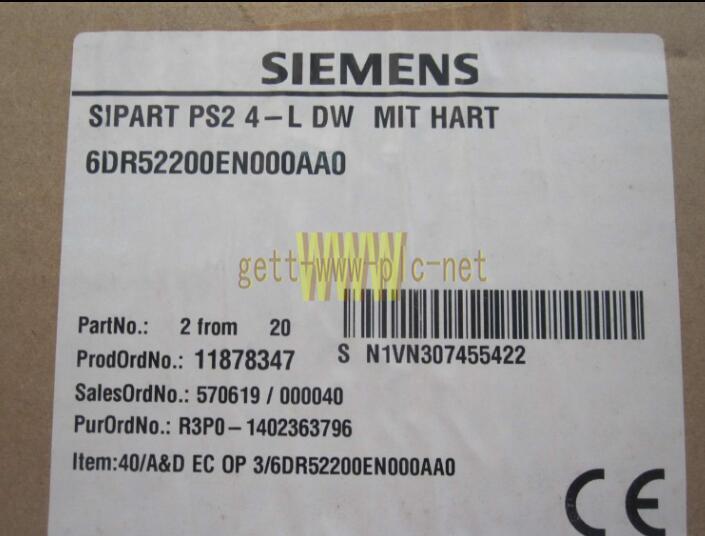 SIEMENS
SIPART PS2 4-L DW MIT HART
6DR52200EN000AA0
www
gett-www-plc-net
PartNo.: 2 from 20
ProdOrdNo.: 11878347
S N1VN307455422
SalesOrdNo.: 570619 / 000040
PurOrdNo.: R3P0-1402363796
Item:40/A&D EC OP 3/6DR52200EN000AA0
CE